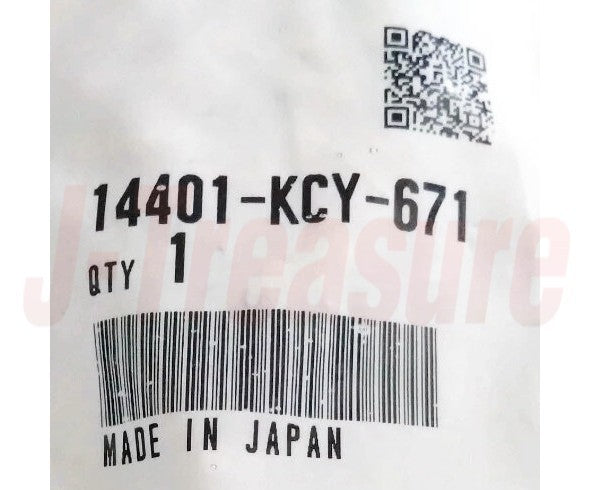 14401-KCY-671
QTY 1
J-Treasure
MADE IN JAPAN